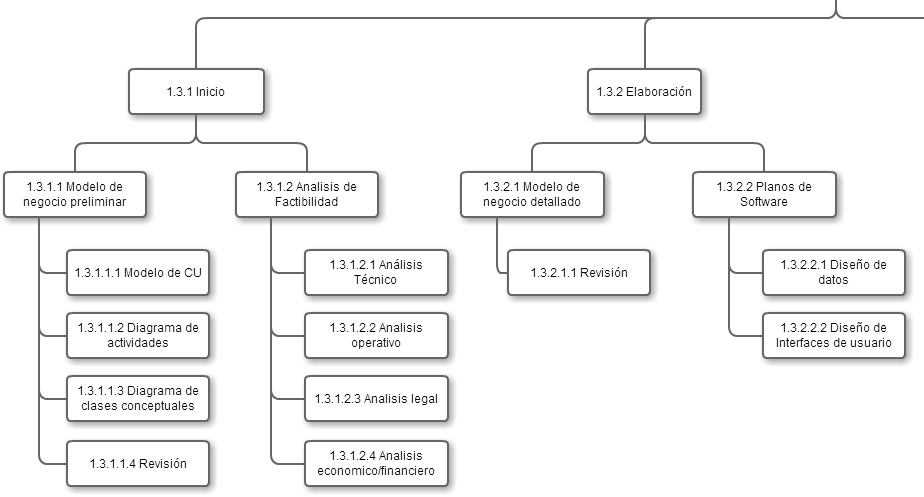 1.3.1 Inicio
1.3.2 Elaboración
1.3.1.1 Modelo de
negocio preliminar
1.3.1.2 Analisis de
Factibilidad
1.3.2.1 Modelo de
negocio detallado
1.3.2.2 Planos de
Software
1.3.1.1.1 Modelo de CU
1.3.1.1.2 Diagrama de
actividades
1.3.1.1.3 Diagrama de
clases conceptuales
1.3.1.1.4 Revisión
1.3.1.2.1 Análisis
Técnico
1.3.1.2.2 Analisis
operativo
1.3.1.2.3 Analisis legal
1.3.1.2.4 Analisis
economico/financiero
1.3.2.1.1 Revisión
1.3.2.2.1 Diseño de
datos
1.3.2.2.2 Diseño de
Interfaces de usuario